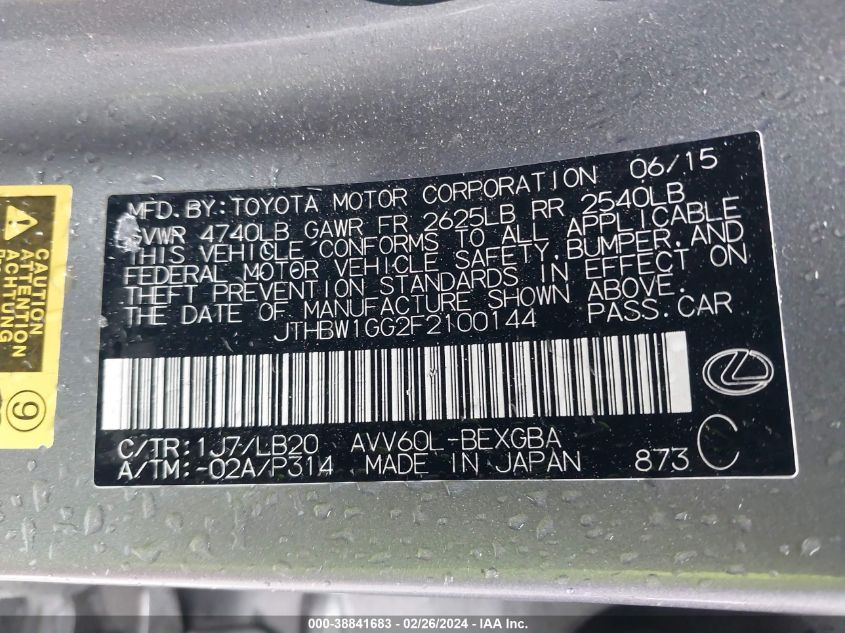 MFD. BY: TOYOTA MOTOR CORPORATION 06/15
GVWR 4740LB GAWR FR 2625LB RR 2540LB
THIS VEHICLE CONFORMS TO ALL APPLICABLE
FEDERAL MOTOR VEHICLE SAFETY, BUMPER, AND
THEFT PREVENTION STANDARDS IN EFFECT ON
THE DATE OF MANUFACTURE SHOWN ABOVE.
JTHBW1GG2F2100144 PASS. CAR
C/TR: 1J7/LB20 AVV60L-BEXGBA
A/TM: -02A/P314 MADE IN JAPAN 873 C
CAUTION
ATTENTION
ACHTUNG
9
000-38841683 - 02/26/2024 - IAA Inc.